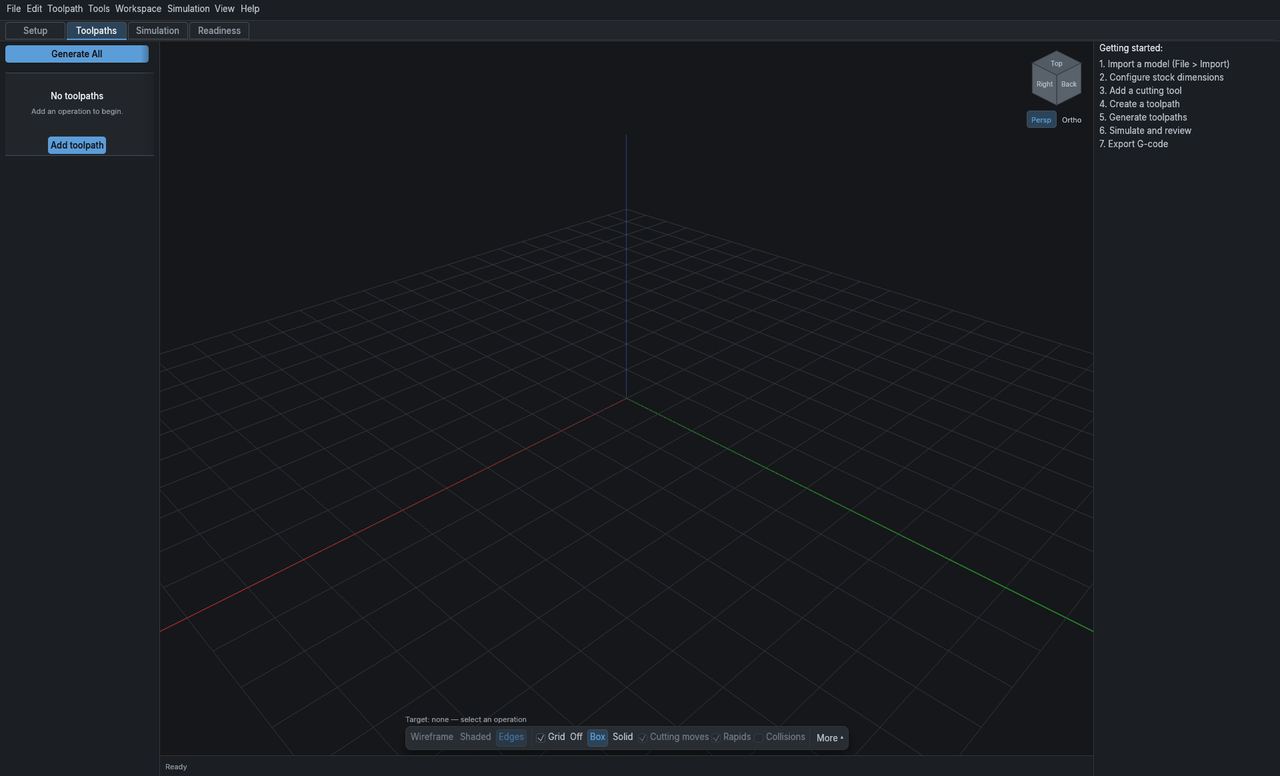 File Edit Toolpath Tools Workspace Simulation View Help
Setup Toolpaths Simulation Readiness
Generate All
No toolpaths
Add an operation to begin.
Add toolpath
Top
Right Back
Persp Ortho
Getting started:
1. Import a model (File > Import)
2. Configure stock dimensions
3. Add a cutting tool
4. Create a toolpath
5. Generate toolpaths
6. Simulate and review
7. Export G-code
Target: none — select an operation
Wireframe Shaded Edges Grid Off Box Solid Cutting moves Rapids Collisions More
Ready